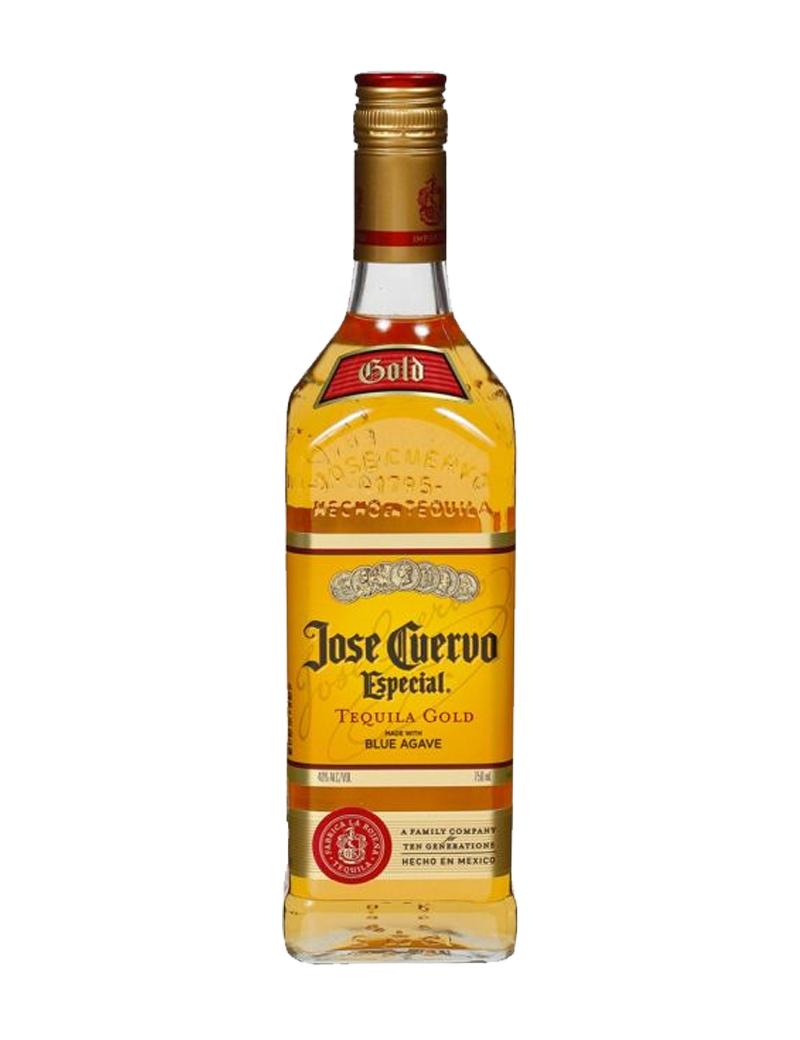 Gold
JOSE CUERVO
-1795-
HECHO EN TEQUILA
Jose Cuervo
Especial.
TEQUILA GOLD
MADE WITH
BLUE AGAVE
40% ALC/VOL
750 mL
FABRICA LA ROJEÑA
• TEQUILA •
A FAMILY COMPANY
for
TEN GENERATIONS
HECHO EN MEXICO